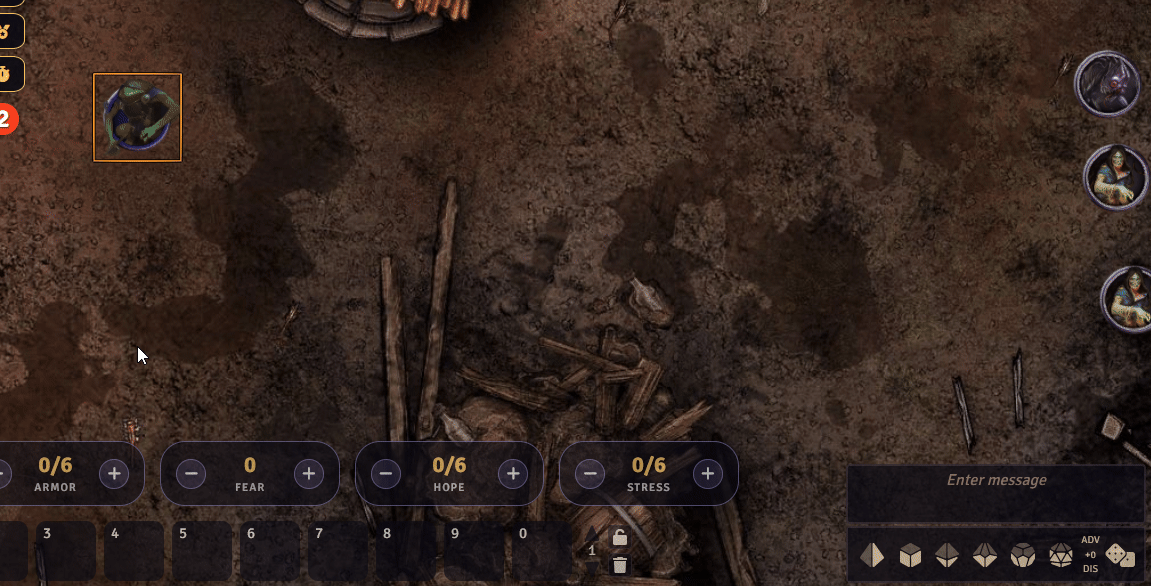 2
0/6 0 0/6 0/6
ARMOR FEAR HOPE STRESS
3 4 5 6 7 8 9 0
1
Enter message
ADV
+0
DIS